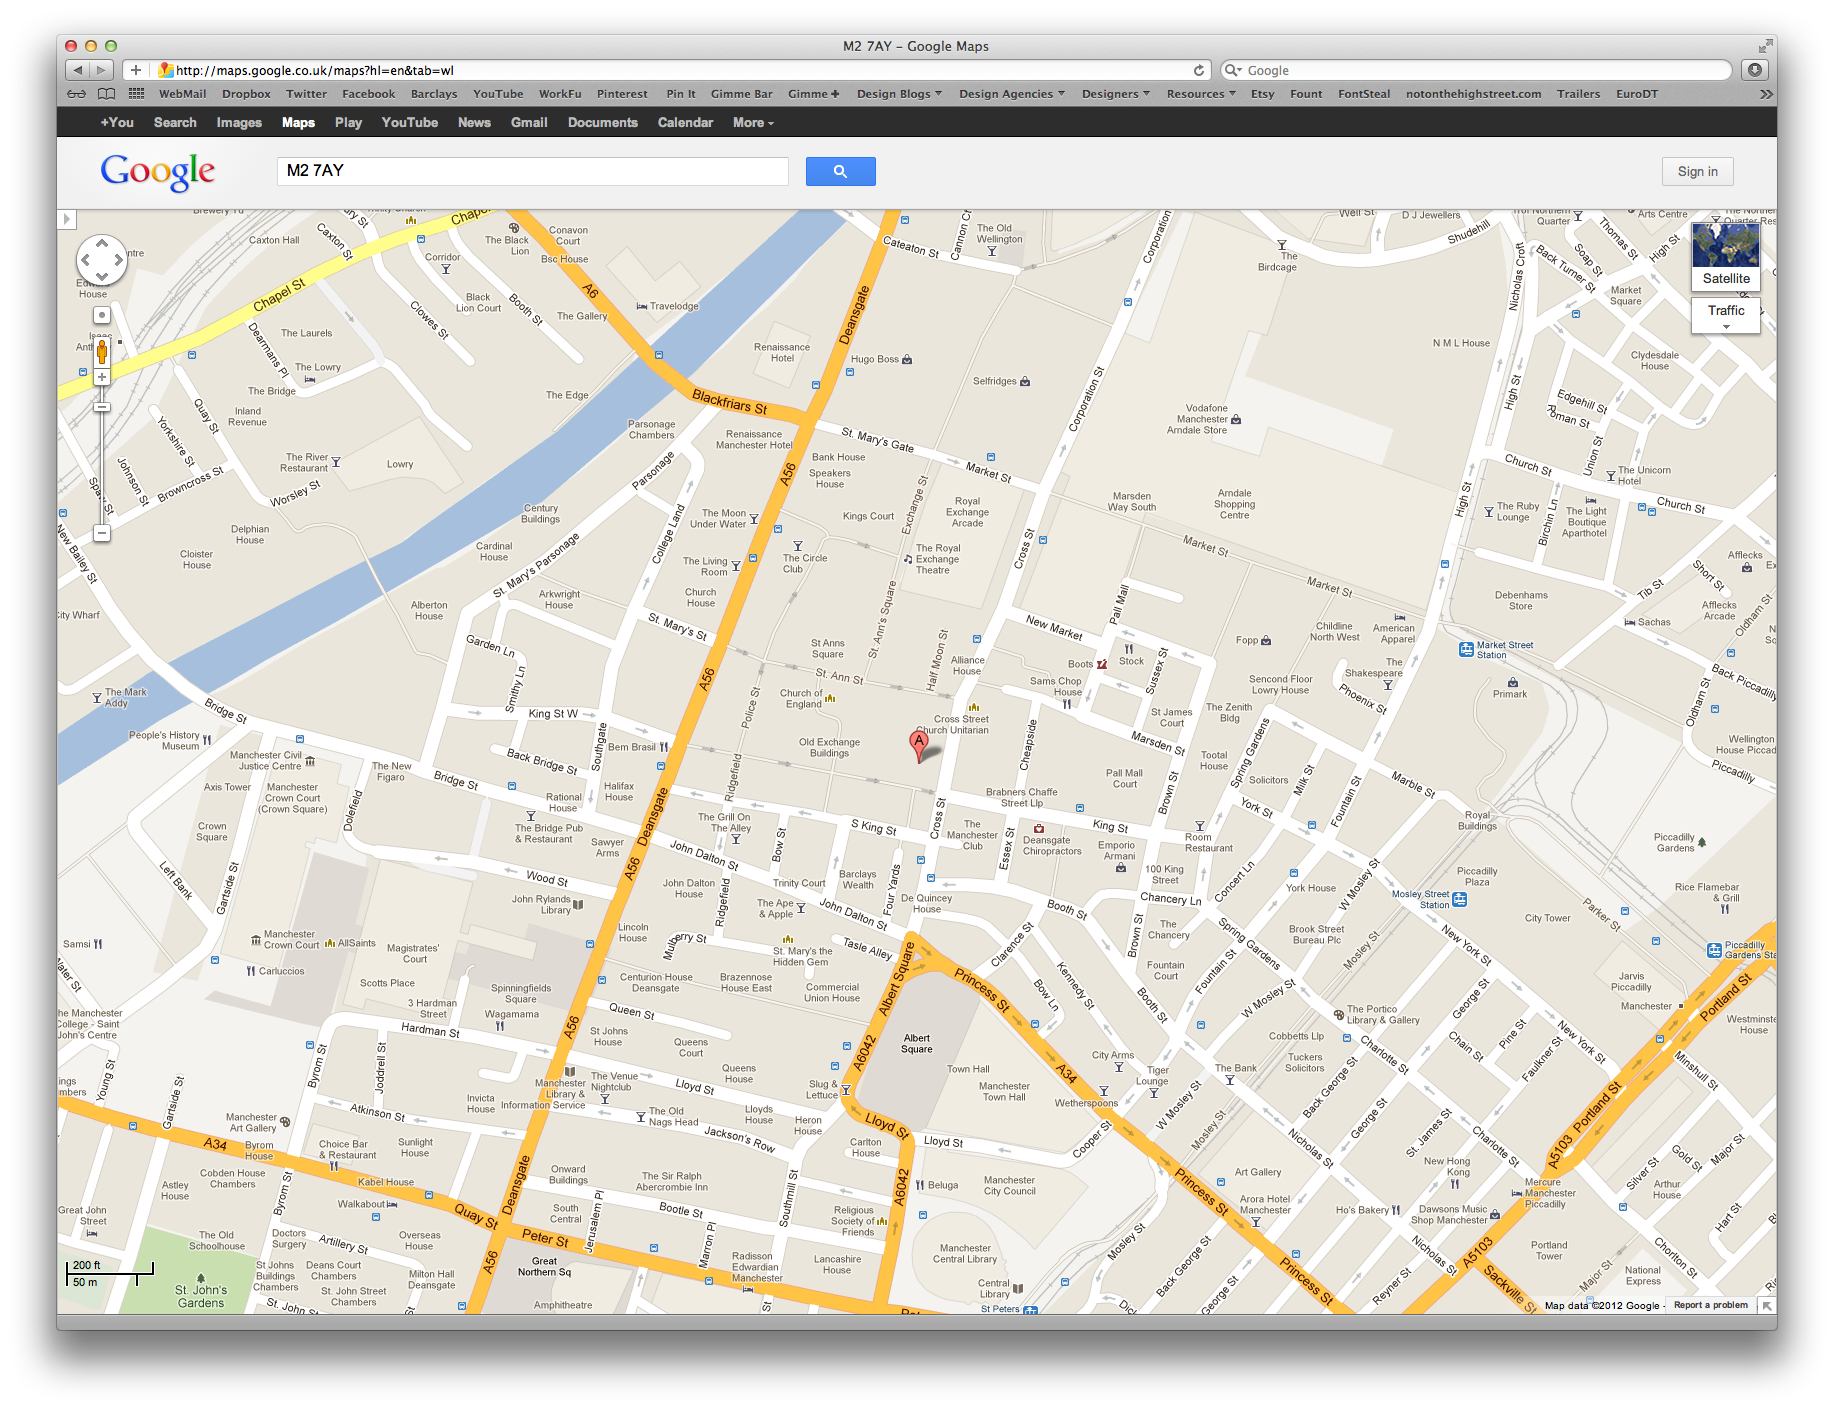 M2 7AY – Google Maps
http://maps.google.co.uk/maps?hl=en&tab=wl
Google
WebMail Dropbox Twitter Facebook Barclays YouTube WorkFu Pinterest Pin It Gimme Bar Gimme + Design Blogs Design Agencies Designers Resources Etsy Fount FontSteal notonthehighstreet.com Trailers EuroDT
+You Search Images Maps Play YouTube News Gmail Documents Calendar More
Google
M2 7AY
Sign in
Satellite
Traffic
Caxton Hall
Caxton St
Chapel St
The Black
Lion
Conavon
Court
Bsc House
Corridor
Black
Lion Court
Booth St
Clowes St
A6
The Gallery
Travelodge
The Laurels
Dearmans Pl
The Lowry
The Bridge
Quay St
Inland
Revenue
Yorkshire St
Johnson St
Browncross St
Worsley St
The River
Restaurant
Lowry
The Edge
Blackfriars St
Deansgate
Cateaton St
Cannon St
The Old
Wellington
Corporation St
The
Birdcage
D J Jewellers
Shudehill
Nicholas Croft
Back Turner St
Soap St
Thomas St
High St
Arts Centre
Market
Square
N M L House
Clydesdale
House
Edgehill St
Roman St
Union St
Church St
The Unicorn
Hotel
The Ruby
Lounge
Birchin Ln
The Light
Boutique
Aparthotel
Renaissance
Hotel
Hugo Boss
Selfridges
Vodafone
Manchester
Arndale Store
Parsonage
Chambers
Renaissance
Manchester Hotel
St. Mary's Gate
Market St
Bank House
Speakers
House
Kings Court
Exchange St
Royal
Exchange
Arcade
Marsden
Way South
Arndale
Shopping
Centre
Parsonage
Century
Buildings
The Moon
Under Water
College Land
Cardinal
House
St. Mary's Parsonage
The Living
Room
The Circle
Club
The Royal
Exchange
Theatre
Cross St
Market St
Market St
Debenhams
Store
Short St
Tib St
Afflecks
Afflecks
Arcade
Oldham St
Delphian
House
Cloister
House
New Bailey St
City Wharf
Alberton
House
Arkwright
House
Church
House
St. Mary's St
St. Ann's Square
St Anns
Square
Half Moon St
New Market
Pall Mall
Fopp
Childline
North West
American
Apparel
Sachas
Market Street
Station
Garden Ln
Smithy Ln
A56
St. Ann St
Alliance
House
Boots
Stock
Sams Chop
House
Sussex St
Sencond Floor
Lowry House
The
Shakespeare
Phoenix St
Primark
Back Piccadilly
Oldham St
The Mark
Addy
Bridge St
King St W
Police St
Church of
England
Cross Street
Church Unitarian
Cheapside
Marsden St
St James
Court
The Zenith
Bldg
People's History
Museum
Manchester Civil
Justice Centre
Back Bridge St
Southgate
Bem Brasil
Old Exchange
Buildings
A
Pall Mall
Court
Tootal
House
Spring Gardens
Solicitors
Milk St
Fountain St
Marble St
Wellington
House Piccad
Piccadilly
Axis Tower
Manchester
Crown Court
(Crown Square)
The New
Figaro
Bridge St
Rational
House
Halifax
House
Ridgefield
Brabners Chaffe
Street Llp
Brown St
York St
Royal
Buildings
Crown
Square
Dolefield
The Bridge Pub
& Restaurant
Sawyer
Arms
Deansgate
The Grill On
The Alley
Bow St
S King St
Cross St
The
Manchester
Club
Essex St
Deansgate
Chiropractors
King St
Emporio
Armani
Room
Restaurant
Piccadilly
Gardens
Left Bank
Gartside St
Wood St
John Dalton St
John Dalton
House
Trinity Court
Barclays
Wealth
Four Yards
De Quincey
House
100 King
Street
Concert Ln
York House
W Mosley St
Mosley Street
Station
Piccadilly
Plaza
Rice Flamebar
& Grill
John Rylands
Library
Lincoln
House
Ridgefield
The Ape
& Apple
John Dalton St
Booth St
Chancery Ln
The
Chancery
Brook Street
Bureau Plc
City Tower
Parker St
Samsi
Manchester
Crown Court
AllSaints
Magistrates'
Court
Mulberry St
St. Mary's the
Hidden Gem
Tasle Alley
Clarence St
Brown St
Spring Gardens
Mosley St
New York St
Piccadilly
Gardens Sta
Carluccios
Scotts Place
Spinningfields
Square
Centurion House
Deansgate
Brazennose
House East
Commercial
Union House
Albert Square
Princess St
Kennedy St
Bow Ln
Booth St
Fountain
Court
Fountain St
W Mosley St
George St
Jarvis
Piccadilly
Portland St
The Manchester
College - Saint
John's Centre
3 Hardman
Street
Wagamama
Queen St
Hardman St
St Johns
House
Queens
Court
A6042
Albert
Square
The Portico
Library & Gallery
Cobbetts Llp
Pine St
Manchester
Westminster
House
Byrom St
Joddrell St
Young St
Gartside St
Manchester
Library &
Information Service
The Venue
Nightclub
Lloyd St
Queens
House
Slug &
Lettuce
Town Hall
Manchester
Town Hall
A34
City Arms
Tiger
Lounge
The Bank
Tuckers
Solicitors
Charlotte St
Chain St
Faulkner St
New York St
Minshull St
Atkinson St
Invicta
House
The Old
Nags Head
Lloyds
House
Heron
House
Wetherspoons
Back George St
Manchester
Art Gallery
A34
Byrom
House
Choice Bar
& Restaurant
Sunlight
House
Jackson's Row
Lloyd St
Carlton
House
Lloyd St
Cooper St
W Mosley St
Mosley St
Nicholas St
George St
St. James St
Charlotte St
A5103 Portland St
Gold St
Major St
Cobden House
Chambers
Kabel House
Astley
House
Onward
Buildings
The Sir Ralph
Abercrombie Inn
Southmill St
A6042
Beluga
Manchester
City Council
Princess St
Art Gallery
New Hong
Kong
Silver St
Arthur
House
Byrom St
Walkabout
Quay St
Deansgate
South
Central
Bootle St
Arora Hotel
Manchester
Mercure
Manchester
Piccadilly
Great John
Street
The Old
Schoolhouse
Doctors
Surgery
Artillery St
Overseas
House
Peter St
Jerusalem Pl
Marron Pl
Religious
Society of
Friends
Ho's Bakery
Dawsons Music
Shop Manchester
Hart St
200 ft
50 m
St. John's
Gardens
St Johns
Buildings
Chambers
Deans Court
Chambers
St. John Street
Chambers
Milton Hall
Deansgate
A56
Great
Northern Sq
Amphitheatre
Radisson
Edwardian
Manchester
Lancashire
House
Manchester
Central Library
Central
Library
St Peters
Mosley St
Back George St
George St
Princess St
Nicholas St
Reyner St
A5103
Portland
Tower
Sackville St
Major St
Chorlton St
National
Express
St. John St
Map data ©2012 Google -
Report a problem